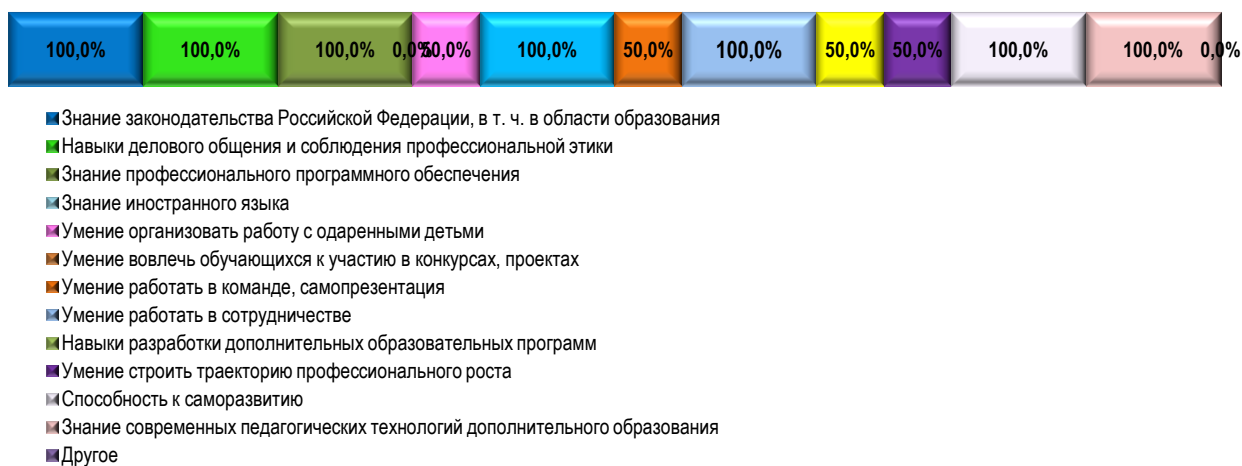 100,0% 100,0% 100,0% 0,0% 50,0% 100,0% 50,0% 100,0% 50,0% 50,0% 100,0% 100,0% 0,0%
Знание законодательства Российской Федерации, в т. ч. в области образования
Навыки делового общения и соблюдения профессиональной этики
Знание профессионального программного обеспечения
Знание иностранного языка
Умение организовать работу с одаренными детьми
Умение вовлечь обучающихся к участию в конкурсах, проектах
Умение работать в команде, самопрезентация
Умение работать в сотрудничестве
Навыки разработки дополнительных образовательных программ
Умение строить траекторию профессионального роста
Способность к саморазвитию
Знание современных педагогических технологий дополнительного образования
Другое